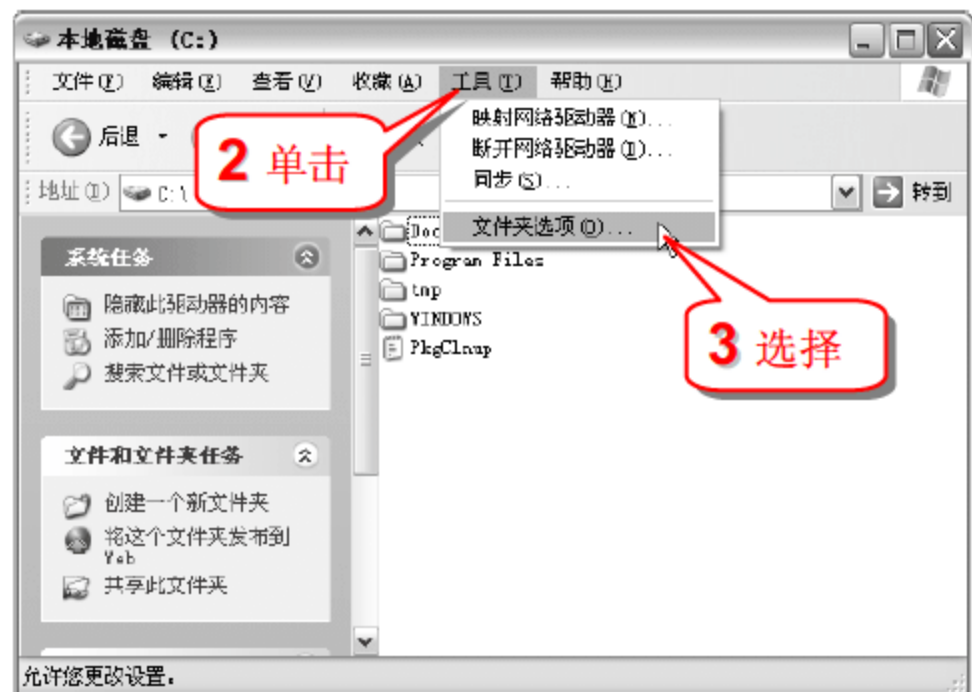 本地磁盘 (C:)
文件(F) 编辑(E) 查看(V) 收藏(A) 工具(T) 帮助(H)
后退
2 单击
映射网络驱动器(N)...
断开网络驱动器(D)...
同步(S)...
文件夹选项(O)...
地址(D) C:\ 转到
3 选择
系统任务
隐藏此驱动器的内容
添加/删除程序
搜索文件或文件夹
文件和文件夹任务
创建一个新文件夹
将这个文件夹发布到
Web
共享此文件夹
Doc
Program Files
tmp
WINDOWS
PkgClnup
允许您更改设置。